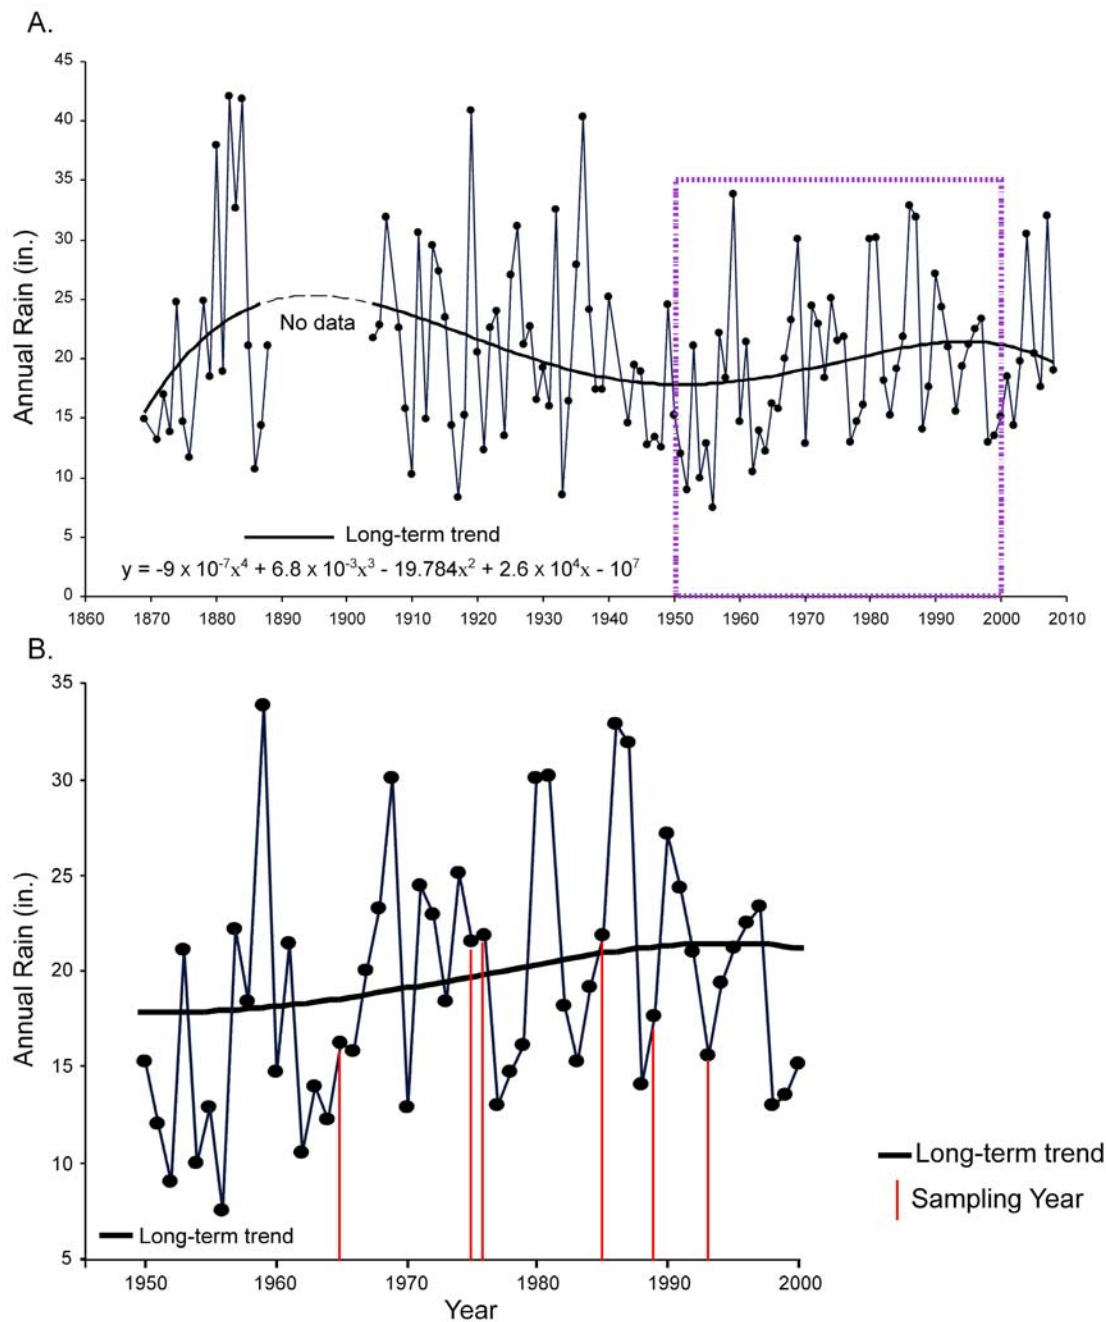 A.
Annual Rain (in.)
45
40
35
30
25
20
15
10
5
0
No data
Long-term trend
y = -9 x 10⁻⁷x⁴ + 6.8 x 10⁻³x³ - 19.784x² + 2.6 x 10⁴x - 10⁷
1860 1870 1880 1890 1900 1910 1920 1930 1940 1950 1960 1970 1980 1990 2000 2010
B.
Annual Rain (in.)
35
30
25
20
15
10
5
Long-term trend
1950 1960 1970 1980 1990 2000
Year
Long-term trend
Sampling Year